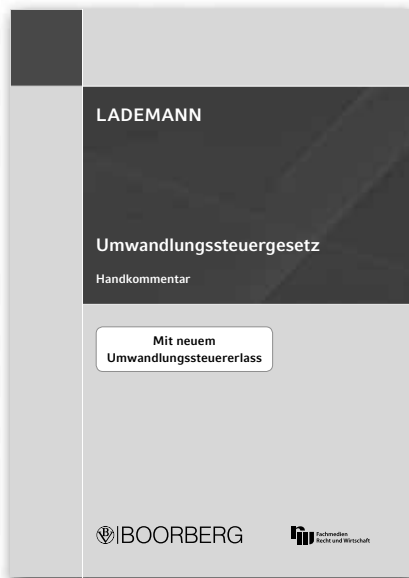 LADEMANN
Umwandlungssteuergesetz
Handkommentar
Mit neuem
Umwandlungssteuererlass
BOORBERG
Fachmedien
Recht und Wirtschaft